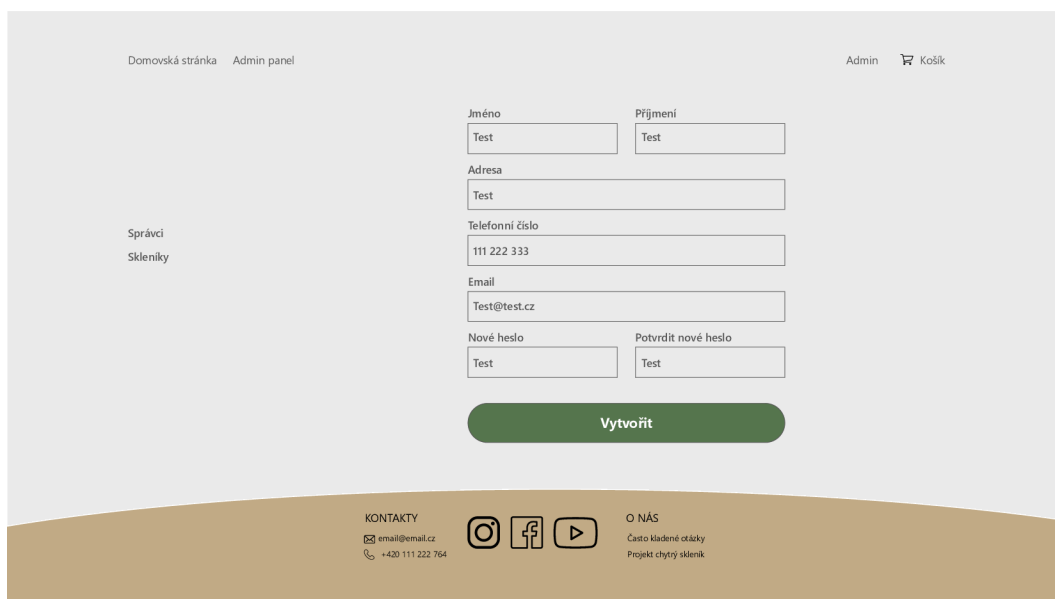 Domovská stránka Admin panel Admin Košík
Jméno Příjmení
Test Test
Adresa
Test
Telefonní číslo
111 222 333
Email
Test@test.cz
Nové heslo Potvrdit nové heslo
Test Test
Vytvořit
Správci
Skleníky
KONTAKTY
email@email.cz
+420 111 222 764
O NÁS
Často kladené otázky
Projekt chytrý skleník